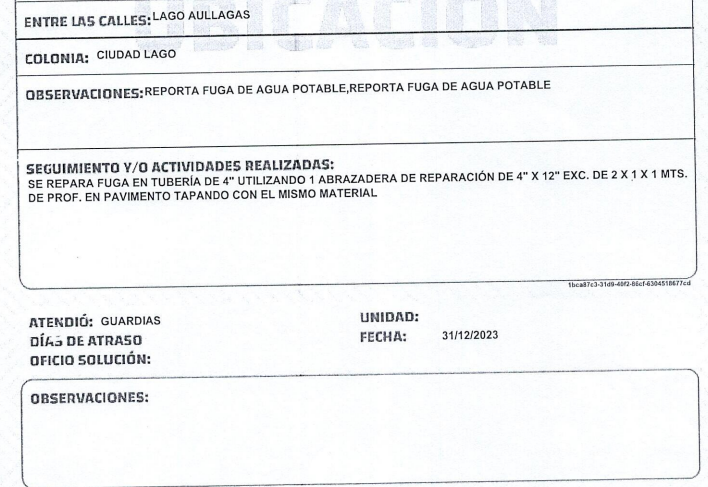 UBICACIÓN
ENTRE LAS CALLES: LAGO AULLAGAS
COLONIA: CIUDAD LAGO
OBSERVACIONES: REPORTA FUGA DE AGUA POTABLE,REPORTA FUGA DE AGUA POTABLE
SEGUIMIENTO Y/O ACTIVIDADES REALIZADAS:
SE REPARA FUGA EN TUBERÍA DE 4" UTILIZANDO 1 ABRAZADERA DE REPARACIÓN DE 4" X 12" EXC. DE 2 X 1 X 1 MTS.
DE PROF. EN PAVIMENTO TAPANDO CON EL MISMO MATERIAL
1bca87c3-31d9-40f2-86cf-6304518677cd
ATENDIÓ: GUARDIAS
UNIDAD:
DÍAS DE ATRASO
FECHA: 31/12/2023
OFICIO SOLUCIÓN:
OBSERVACIONES: